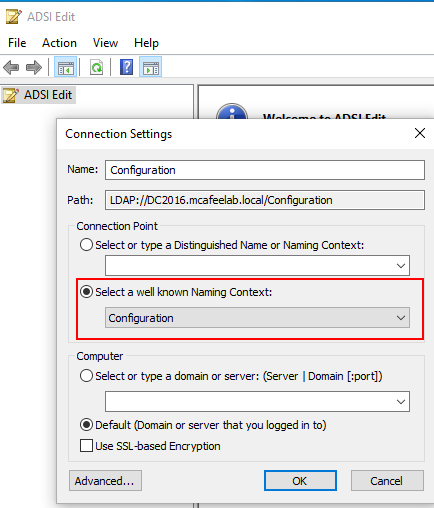 ADSI Edit
File Action View Help
ADSI Edit
Welcome to ADSI Edit
Connection Settings
Name: Configuration
Path: LDAP://DC2016.mcafeelab.local/Configuration
Connection Point
Select or type a Distinguished Name or Naming Context:
Select a well known Naming Context:
Configuration
Computer
Select or type a domain or server: (Server | Domain [:port])
Default (Domain or server that you logged in to)
Use SSL-based Encryption
Advanced... OK Cancel